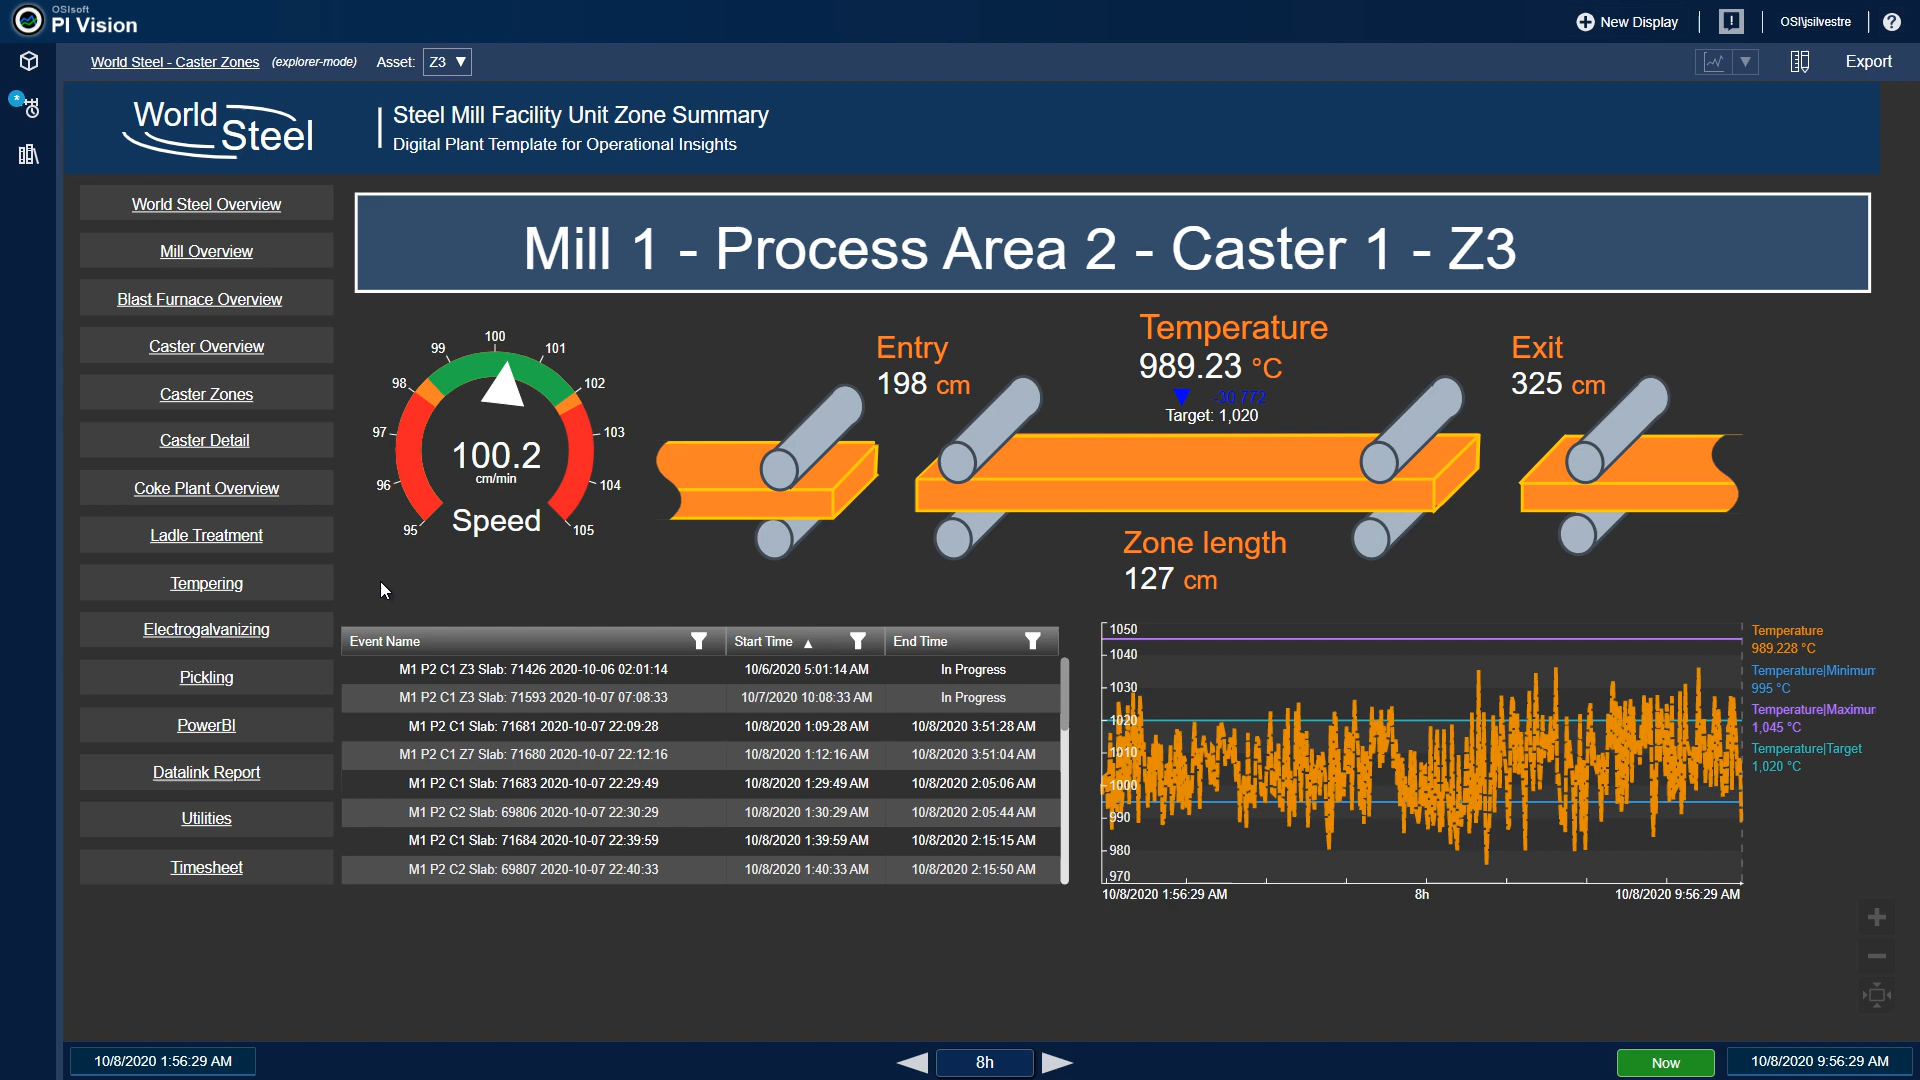 OSIsoft
PI Vision
New Display
OSI\jsilvestre
World Steel - Caster Zones (explorer-mode) Asset: Z3
Export
World Steel
Steel Mill Facility Unit Zone Summary
Digital Plant Template for Operational Insights
World Steel Overview
Mill Overview
Blast Furnace Overview
Caster Overview
Caster Zones
Caster Detail
Coke Plant Overview
Ladle Treatment
Tempering
Electrogalvanizing
Pickling
PowerBI
Datalink Report
Utilities
Timesheet
Mill 1 - Process Area 2 - Caster 1 - Z3
95
96
97
98
99
100
101
102
103
104
105
100.2
cm/min
Speed
Entry
198 cm
Temperature
989.23 °C
-30.772
Target: 1,020
Exit
325 cm
Zone length
127 cm
Event Name Start Time End Time
M1 P2 C1 Z3 Slab: 71426 2020-10-06 02:01:14 10/6/2020 5:01:14 AM In Progress
M1 P2 C1 Z3 Slab: 71593 2020-10-07 07:08:33 10/7/2020 10:08:33 AM In Progress
M1 P2 C1 Slab: 71681 2020-10-07 22:09:28 10/8/2020 1:09:28 AM 10/8/2020 3:51:28 AM
M1 P2 C1 Z7 Slab: 71680 2020-10-07 22:12:16 10/8/2020 1:12:16 AM 10/8/2020 3:51:04 AM
M1 P2 C1 Slab: 71683 2020-10-07 22:29:49 10/8/2020 1:29:49 AM 10/8/2020 2:05:06 AM
M1 P2 C2 Slab: 69806 2020-10-07 22:30:29 10/8/2020 1:30:29 AM 10/8/2020 2:05:44 AM
M1 P2 C1 Slab: 71684 2020-10-07 22:39:59 10/8/2020 1:39:59 AM 10/8/2020 2:15:15 AM
M1 P2 C2 Slab: 69807 2020-10-07 22:40:33 10/8/2020 1:40:33 AM 10/8/2020 2:15:50 AM
1050
1040
1030
1020
1010
1000
990
980
970
10/8/2020 1:56:29 AM 8h 10/8/2020 9:56:29 AM
Temperature
989.228 °C
Temperature|Minimun
995 °C
Temperature|Maximur
1,045 °C
Temperature|Target
1,020 °C
10/8/2020 1:56:29 AM
8h
Now
10/8/2020 9:56:29 AM